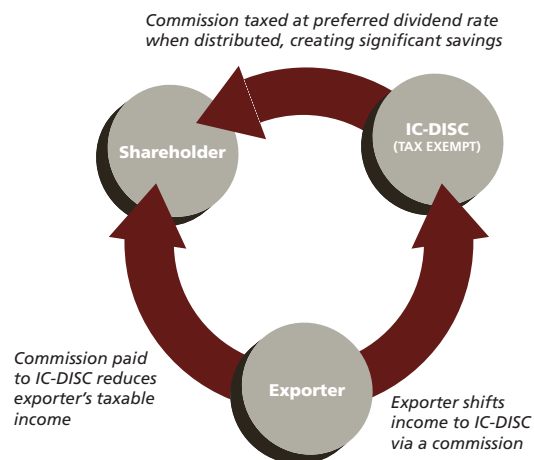 Commission taxed at preferred dividend rate
when distributed, creating significant savings
Shareholder
IC-DISC
(TAX EXEMPT)
Exporter
Commission paid
to IC-DISC reduces
exporter's taxable
income
Exporter shifts
income to IC-DISC
via a commission